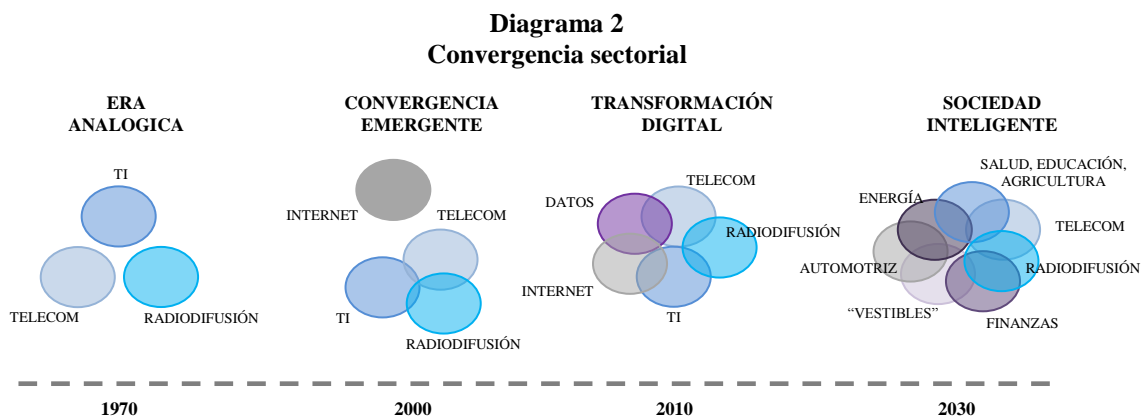 Diagrama 2
Convergencia sectorial
ERA
ANALOGICA
TI
TELECOM
RADIODIFUSIÓN
CONVERGENCIA
EMERGENTE
INTERNET
TELECOM
TI
RADIODIFUSIÓN
TRANSFORMACIÓN
DIGITAL
TELECOM
DATOS
RADIODIFUSIÓN
INTERNET
TI
SOCIEDAD
INTELIGENTE
SALUD, EDUCACIÓN,
AGRICULTURA
ENERGÍA
TELECOM
AUTOMOTRIZ
RADIODIFUSIÓN
“VESTIBLES”
FINANZAS
1970
2000
2010
2030